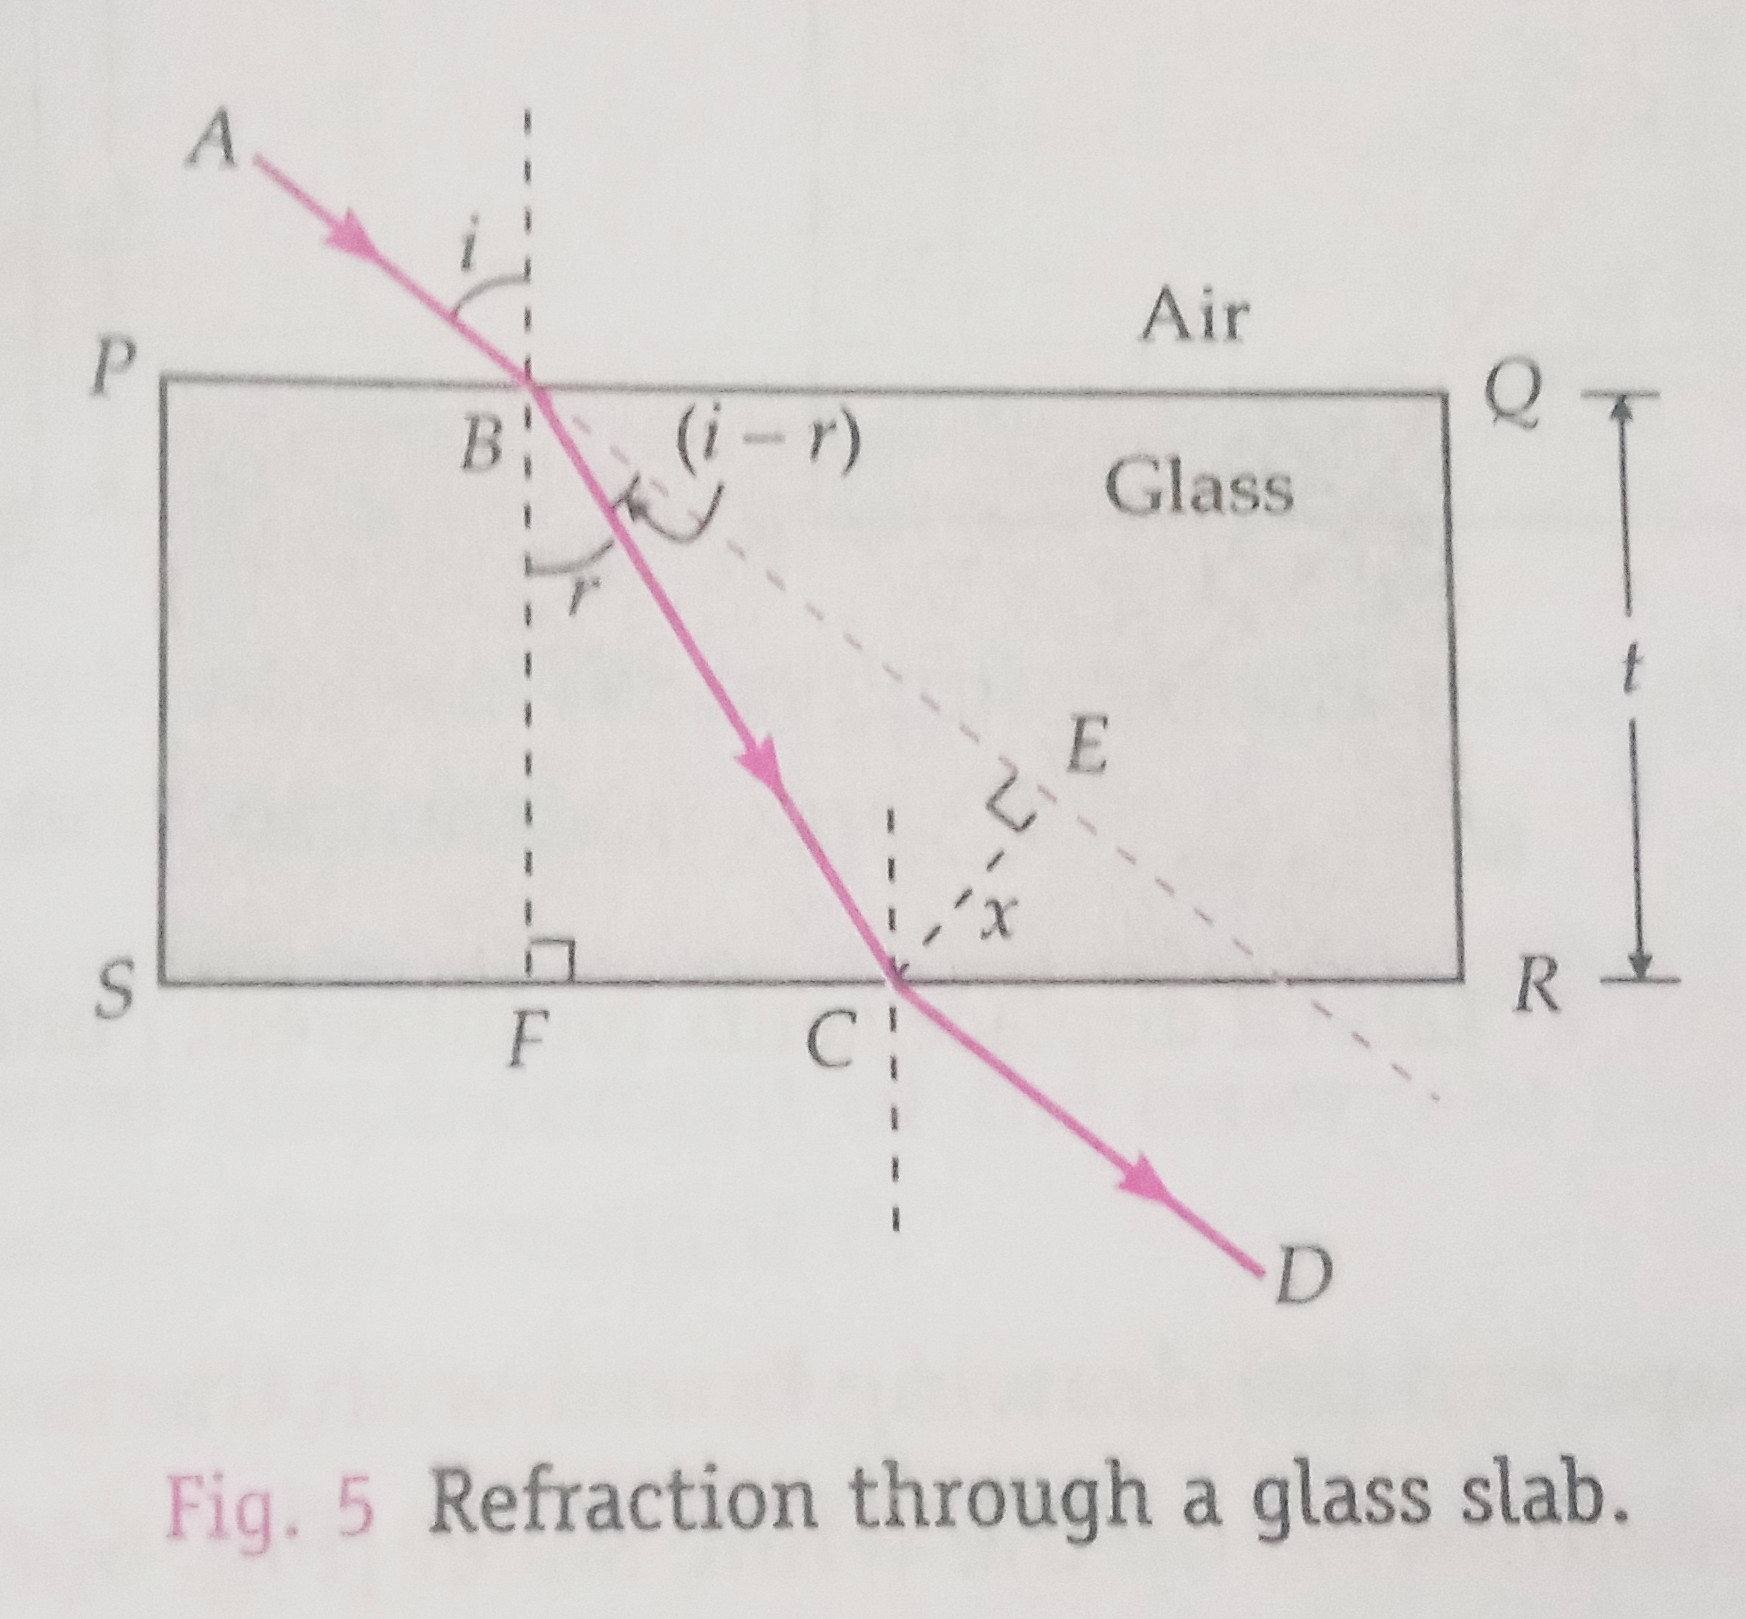 A
i
Air
P
Q
B
(i – r)
Glass
r
t
E
x
S
R
F
C
D
Fig. 5 Refraction through a glass slab.